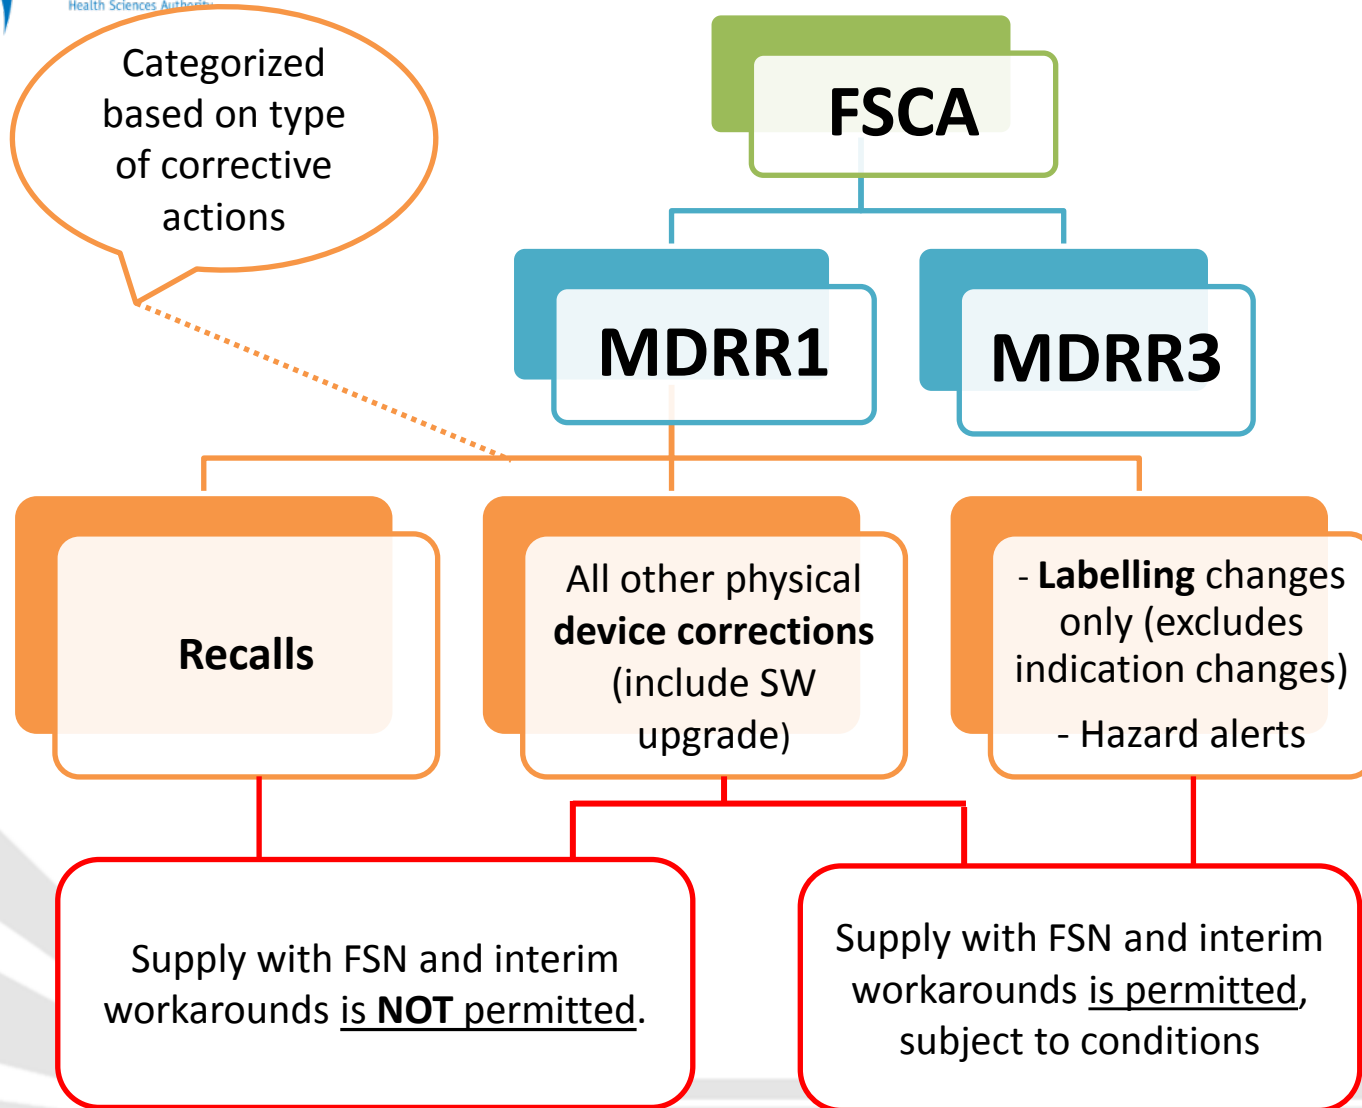 Health Sciences Authority
Categorized
based on type
of corrective
actions
FSCA
MDRR1
MDRR3
Recalls
All other physical
device corrections
(include SW
upgrade)
- Labelling changes
only (excludes
indication changes)
- Hazard alerts
Supply with FSN and interim
workarounds is NOT permitted.
Supply with FSN and interim
workarounds is permitted,
subject to conditions